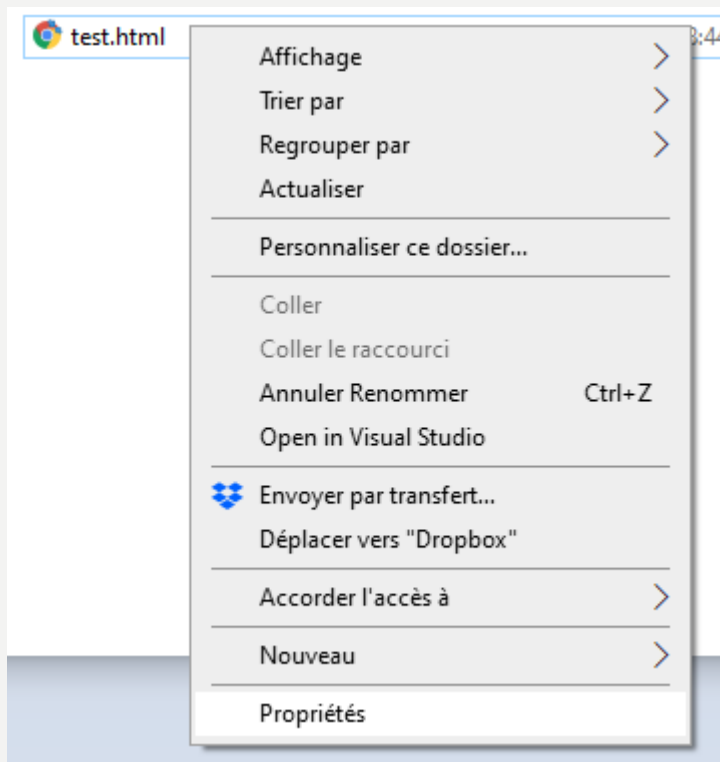 test.html
Affichage
Trier par
Regrouper par
Actualiser
Personnaliser ce dossier...
Coller
Coller le raccourci
Annuler Renommer Ctrl+Z
Open in Visual Studio
Envoyer par transfert...
Déplacer vers "Dropbox"
Accorder l'accès à
Nouveau
Propriétés